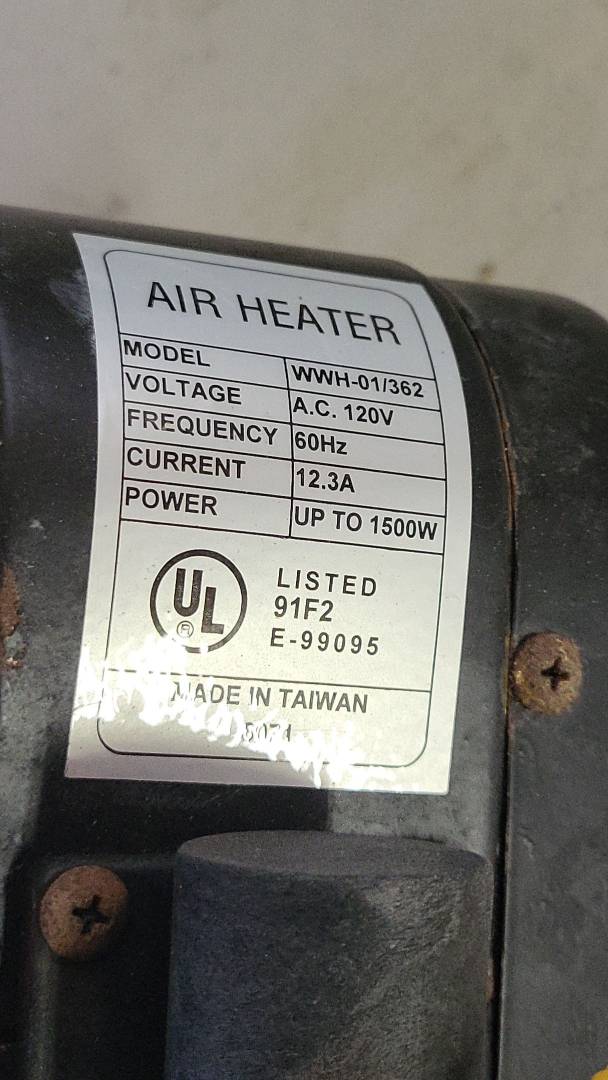 AIR HEATER
MODEL WWH-01/362
VOLTAGE A.C. 120V
FREQUENCY 60Hz
CURRENT 12.3A
POWER UP TO 1500W
UL ®
LISTED
91F2
E-99095
MADE IN TAIWAN